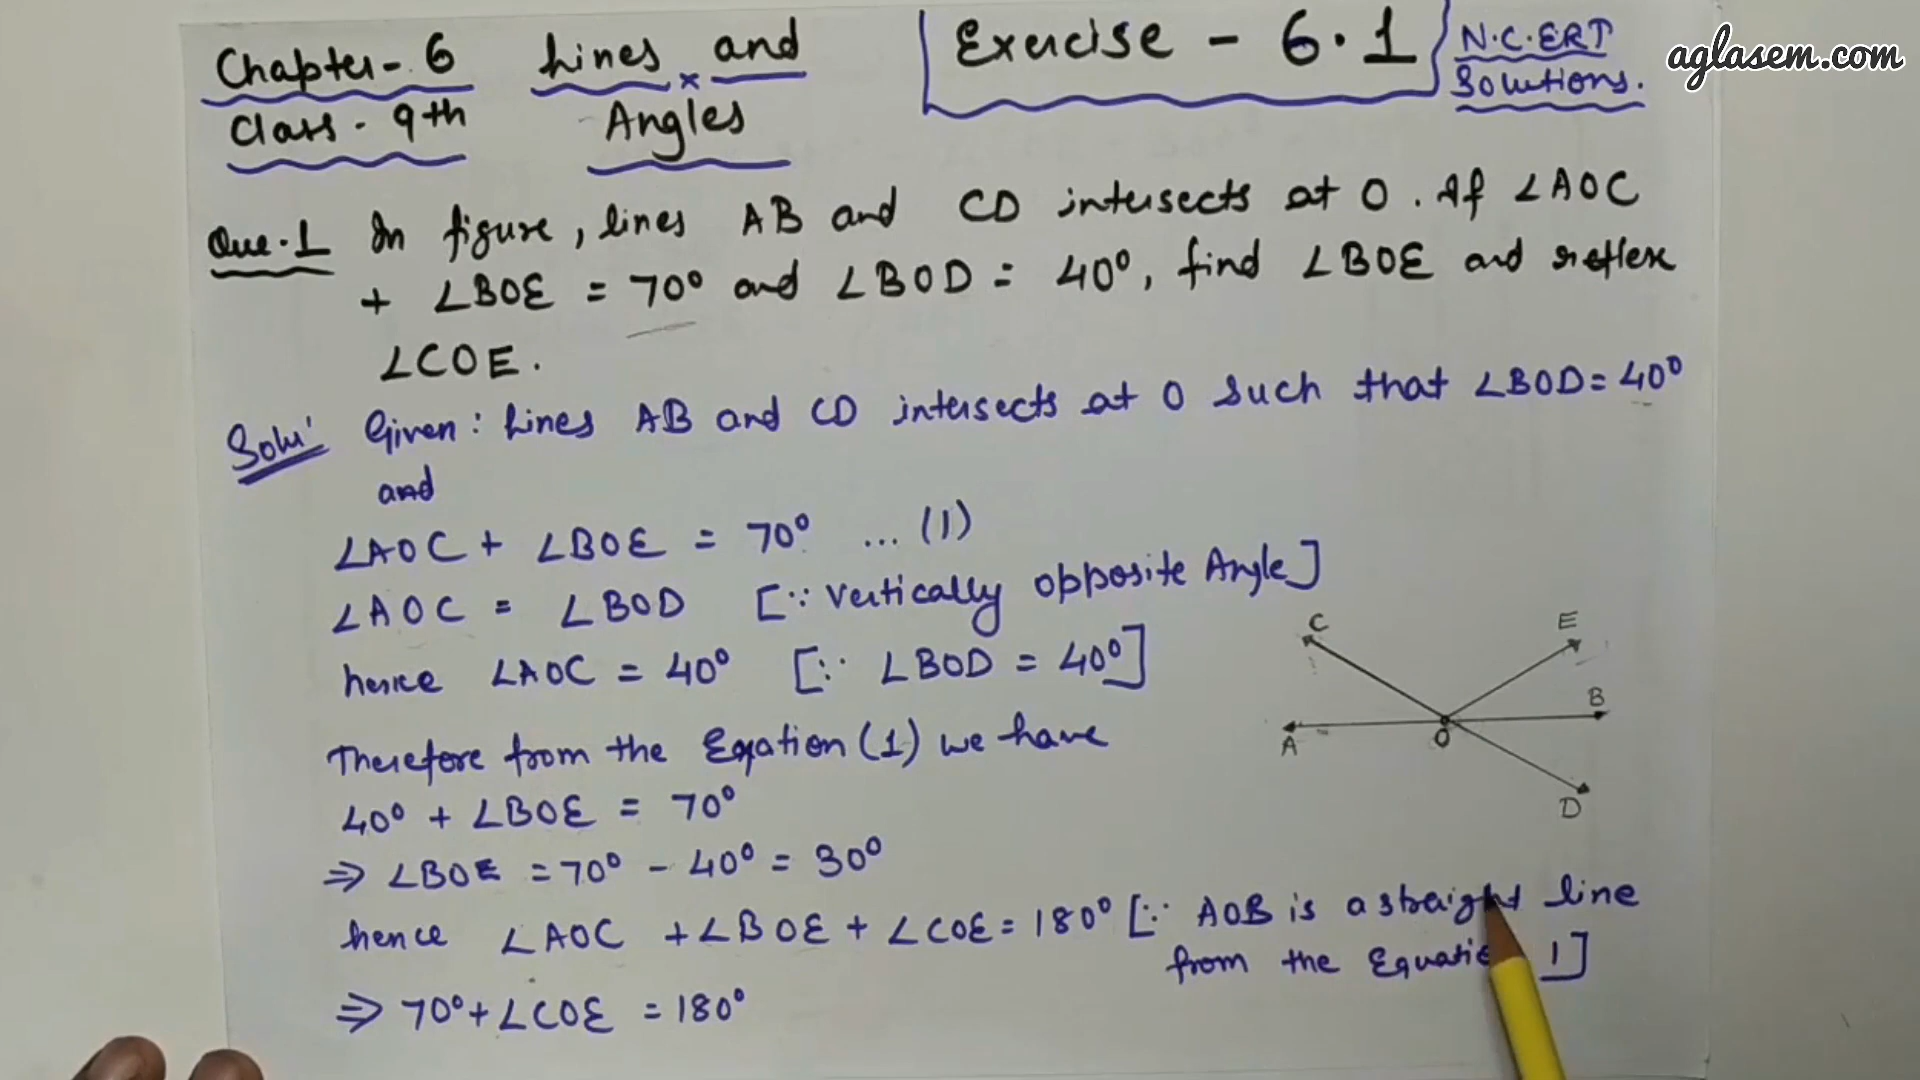 Chapter-6 Lines and
Class-9th Angles
Exercise - 6.1
N.C.ERT
Solutions.
aglasem.com
Que.1 In figure, lines AB and CD intersects at O. If ∠AOC
+ ∠BOE = 70° and ∠BOD = 40°, find ∠BOE and reflex
∠COE.
Solu' Given: Lines AB and CD intersects at O such that ∠BOD = 40°
and
∠AOC + ∠BOE = 70° ... (1)
∠AOC = ∠BOD [∵ vertically opposite Angle]
hence ∠AOC = 40° [∵ ∠BOD = 40°]
Therefore from the Eqation (1) we have
40° + ∠BOE = 70°
⇒ ∠BOE = 70° - 40° = 30°
hence ∠AOC + ∠BOE + ∠COE = 180° [∵ AOB is a straight line
from the 1]
⇒ 70° + ∠COE = 180°
C
E
B
A
O
D